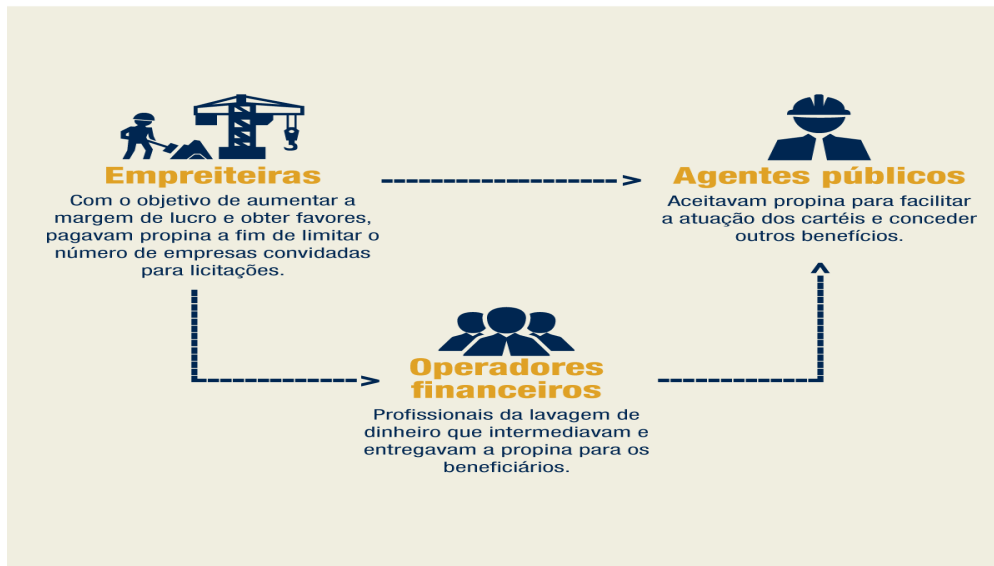 Empreiteiras
Com o objetivo de aumentar a
margem de lucro e obter favores,
pagavam propina a fim de limitar o
número de empresas convidadas
para licitações.
Agentes públicos
Aceitavam propina para facilitar
a atuação dos cartéis e conceder
outros benefícios.
Operadores
financeiros
Profissionais da lavagem de
dinheiro que intermediavam e
entregavam a propina para os
beneficiários.